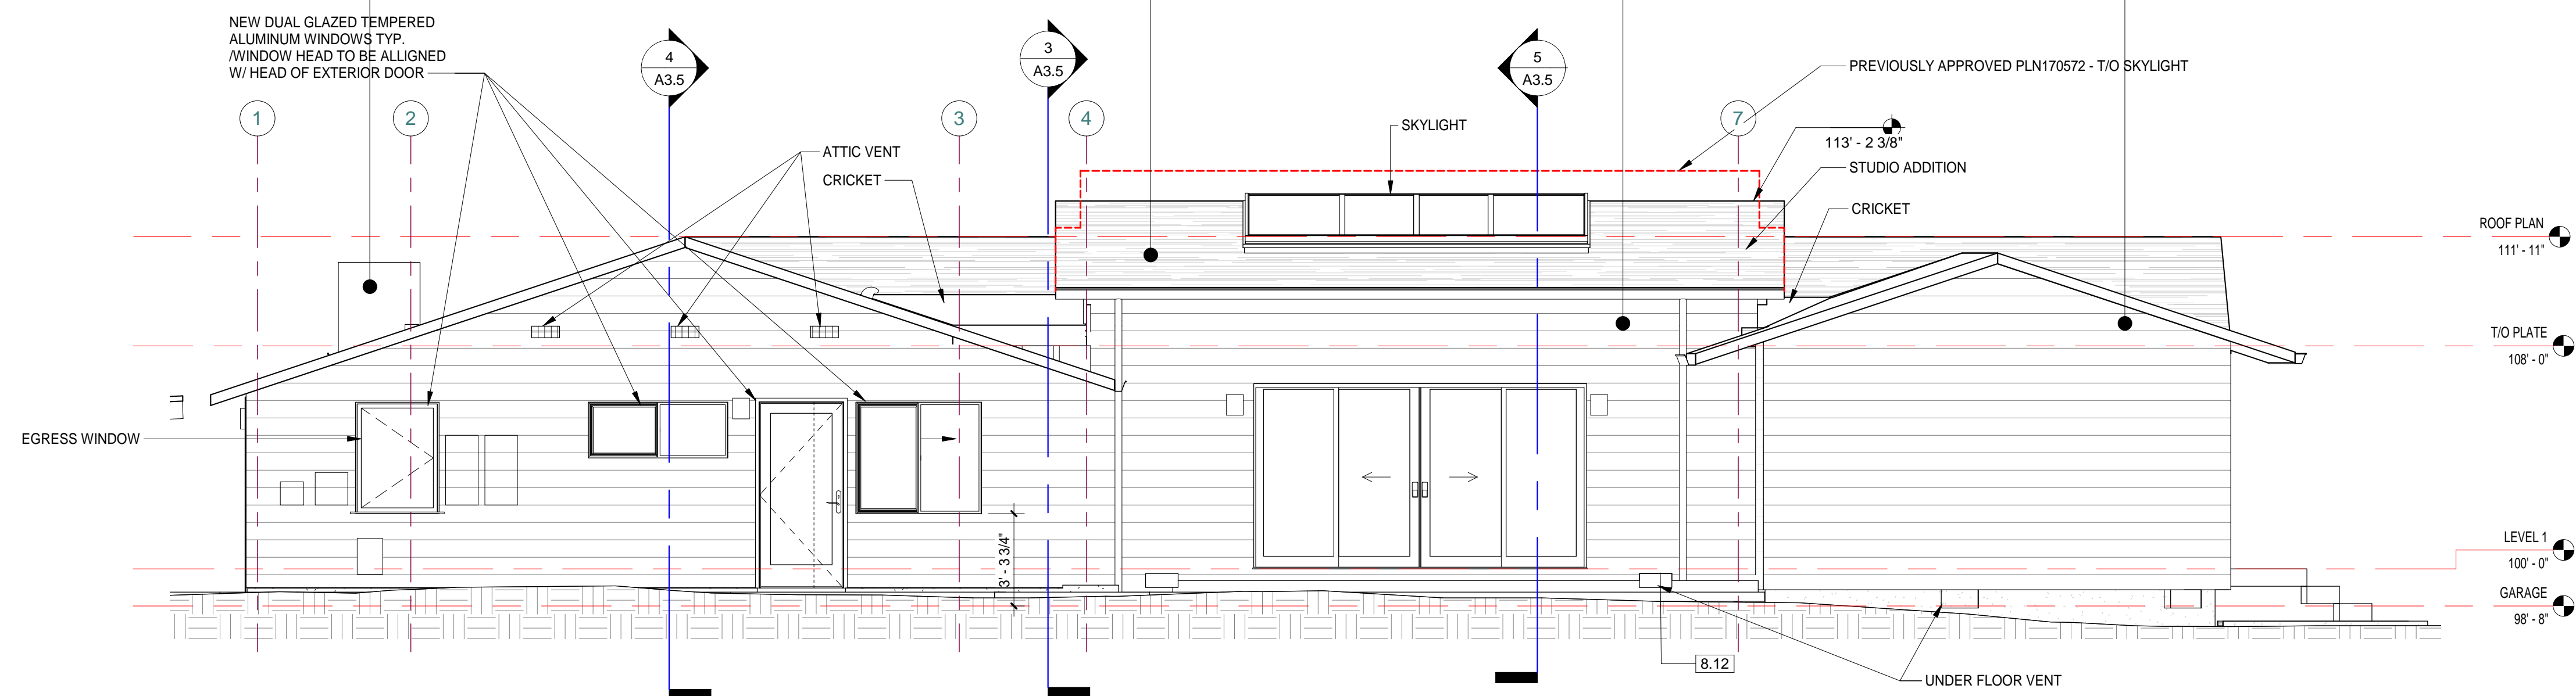 NEW DUAL GLAZED TEMPERED
ALUMINUM WINDOWS TYP.
/WINDOW HEAD TO BE ALLIGNED
W/ HEAD OF EXTERIOR DOOR
4
A3.5
3
A3.5
5
A3.5
PREVIOUSLY APPROVED PLN170572 - T/O SKYLIGHT
1
2
3
4
7
SKYLIGHT
113' - 2 3/8"
ATTIC VENT
CRICKET
STUDIO ADDITION
CRICKET
ROOF PLAN
111' - 11"
T/O PLATE
108' - 0"
EGRESS WINDOW
3' - 3 3/4"
LEVEL 1
100' - 0"
GARAGE
98' - 8"
8.12
UNDER FLOOR VENT